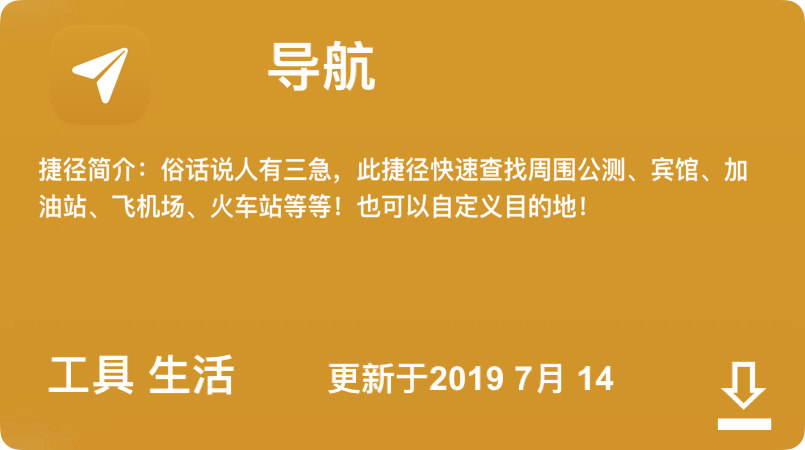 导航
捷径简介：俗话说人有三急，此捷径快速查找周围公测、宾馆、加
油站、飞机场、火车站等等！也可以自定义目的地！
工具 生活
更新于2019 7月 14